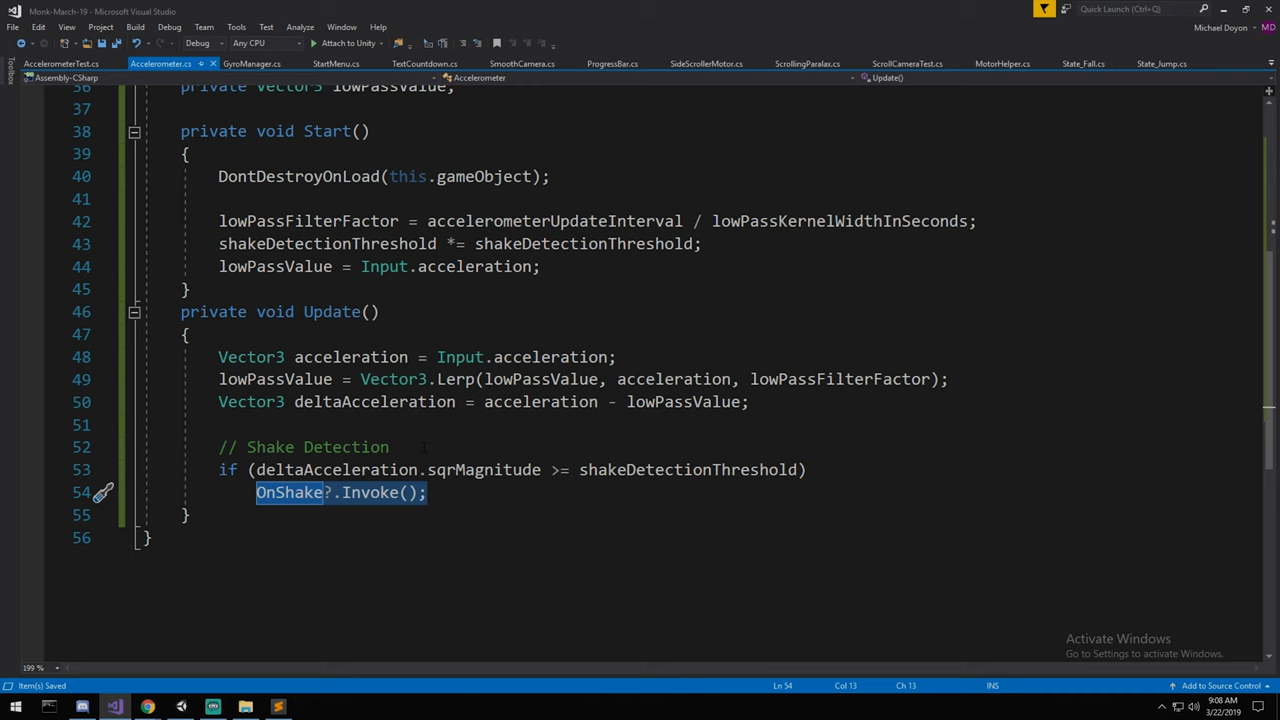 Monk-March-19 - Microsoft Visual Studio
Quick Launch (Ctrl+Q)
File Edit View Project Build Debug Team Tools Test Analyze Window Help
Michael Doyon MD
Debug Any CPU Attach to Unity
Toolbox
AccelerometerTest.cs Accelerometer.cs GyroManager.cs StartMenu.cs TextCountdown.cs SmoothCamera.cs ProgressBar.cs SideScrollerMotor.cs ScrollingParalax.cs ScrollCameraTest.cs MotorHelper.cs State_Fall.cs State_Jump.cs
Assembly-CSharp Accelerometer Update()
36 private Vector3 lowPassValue;
37
38 private void Start()
39 {
40 DontDestroyOnLoad(this.gameObject);
41
42 lowPassFilterFactor = accelerometerUpdateInterval / lowPassKernelWidthInSeconds;
43 shakeDetectionThreshold *= shakeDetectionThreshold;
44 lowPassValue = Input.acceleration;
45 }
46 private void Update()
47 {
48 Vector3 acceleration = Input.acceleration;
49 lowPassValue = Vector3.Lerp(lowPassValue, acceleration, lowPassFilterFactor);
50 Vector3 deltaAcceleration = acceleration - lowPassValue;
51
52 // Shake Detection
53 if (deltaAcceleration.sqrMagnitude >= shakeDetectionThreshold)
54 OnShake?.Invoke();
55 }
56 }
Activate Windows
Go to Settings to activate Windows.
199 %
Item(s) Saved Ln 54 Col 13 Ch 13 INS Add to Source Control
9:08 AM
3/22/2019